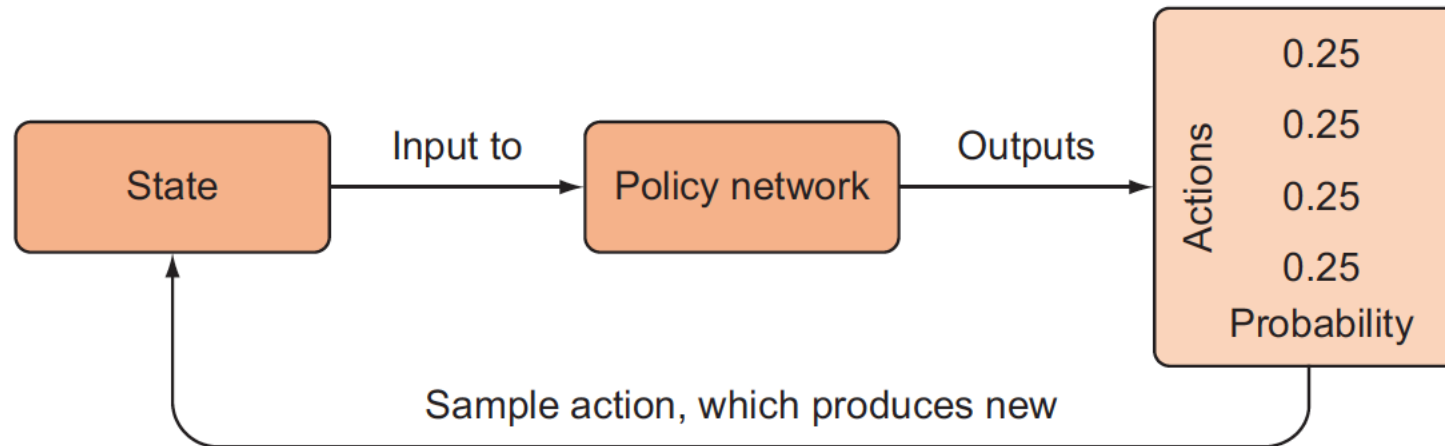 State
Input to
Policy network
Outputs
Actions
0.25
0.25
0.25
0.25
Probability
Sample action, which produces new